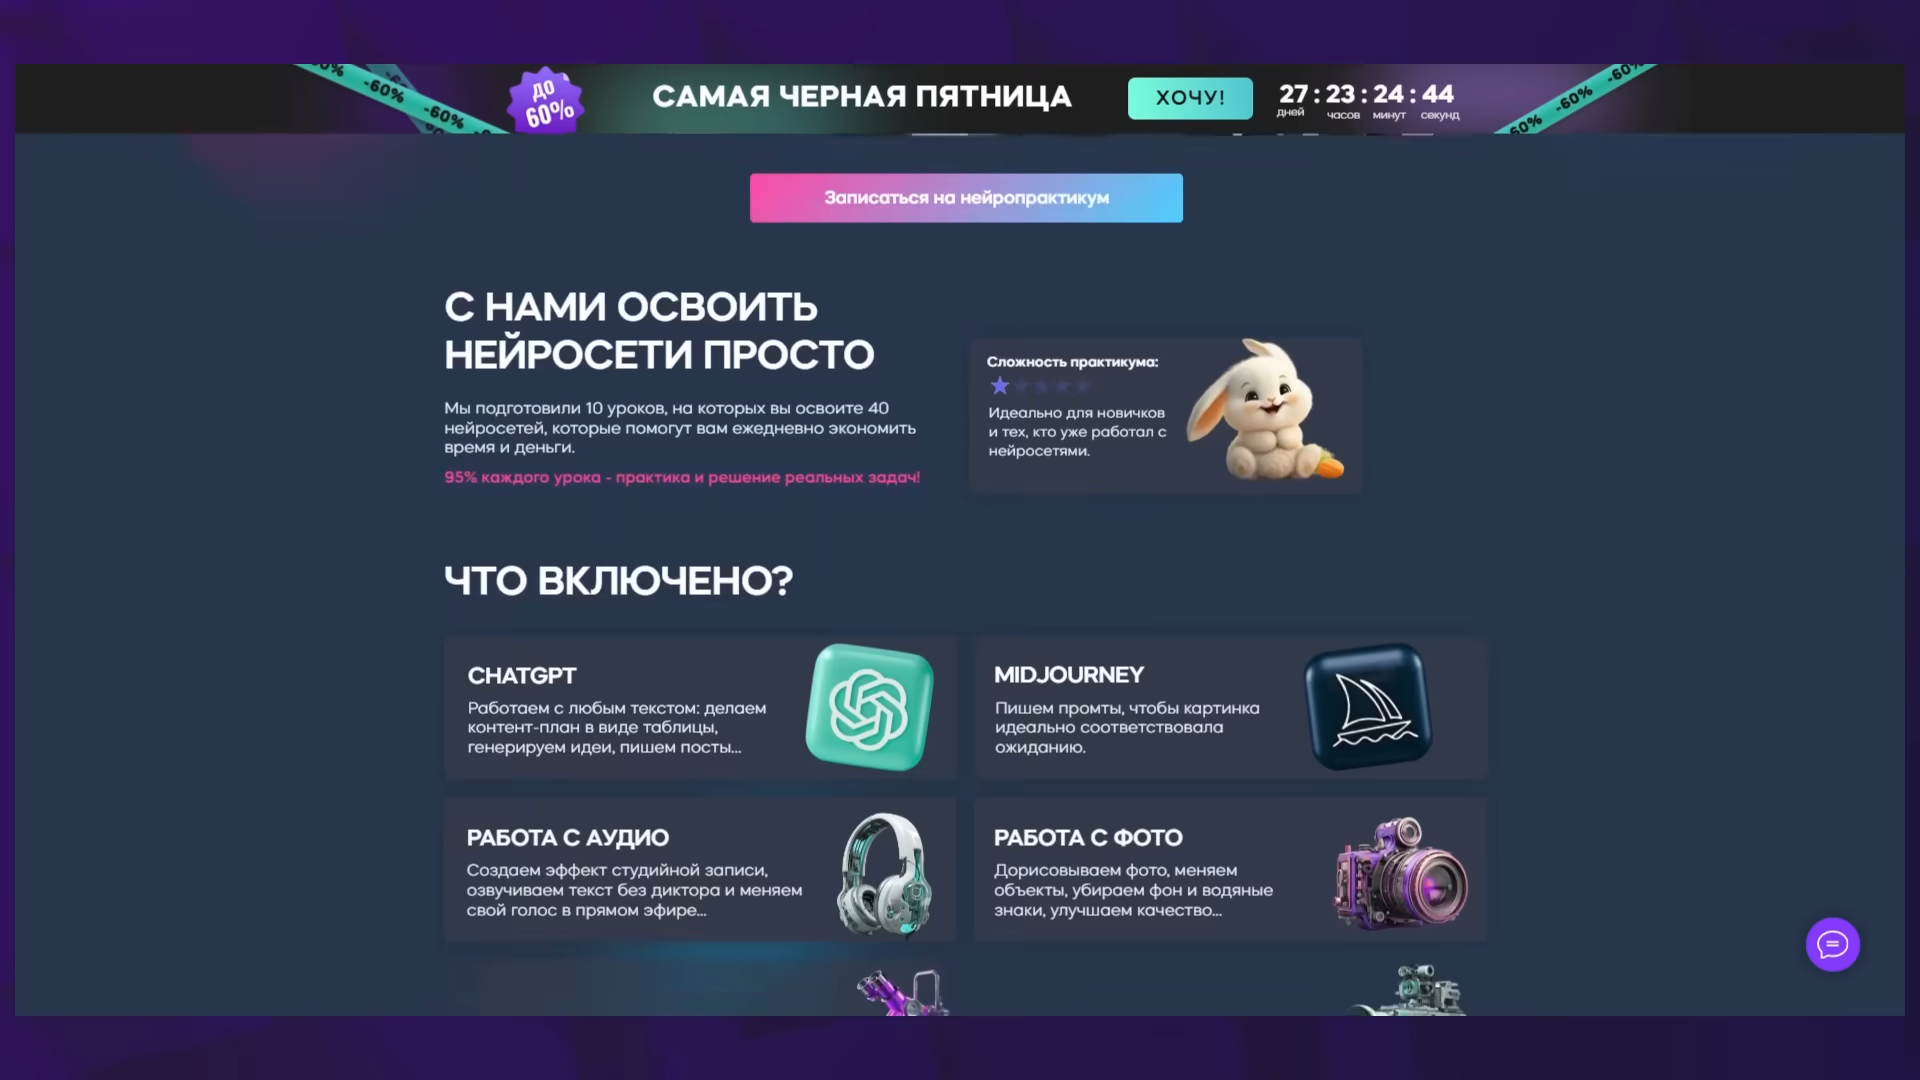 -60%
-60%
-60%
ДО
60%
САМАЯ ЧЕРНАЯ ПЯТНИЦА
ХОЧУ!
27 : 23 : 24 : 44
дней часов минут секунд
-60%
-60%
60%
Записаться на нейропрактикум
С НАМИ ОСВОИТЬ
НЕЙРОСЕТИ ПРОСТО
Мы подготовили 10 уроков, на которых вы освоите 40
нейросетей, которые помогут вам ежедневно экономить
время и деньги.
95% каждого урока - практика и решение реальных задач!
Сложность практикума:
Идеально для новичков
и тех, кто уже работал с
нейросетями.
ЧТО ВКЛЮЧЕНО?
CHATGPT
Работаем с любым текстом: делаем
контент-план в виде таблицы,
генерируем идеи, пишем посты...
MIDJOURNEY
Пишем промты, чтобы картинка
идеально соответствовала
ожиданию.
РАБОТА С АУДИО
Создаем эффект студийной записи,
озвучиваем текст без диктора и меняем
свой голос в прямом эфире...
РАБОТА С ФОТО
Дорисовываем фото, меняем
объекты, убираем фон и водяные
знаки, улучшаем качество...